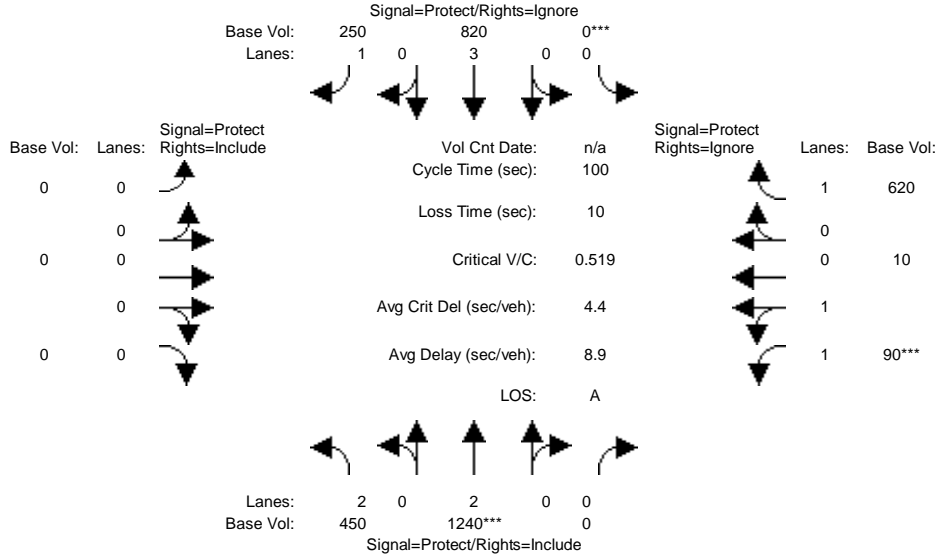 Signal=Protect/Rights=Ignore
Base Vol: 250 820 0***
Lanes: 1 0 3 0 0
Signal=Protect Signal=Protect
Base Vol: Lanes: Rights=Include Vol Cnt Date: n/a Rights=Ignore Lanes: Base Vol:
Cycle Time (sec): 100
0 0 1 620
Loss Time (sec): 10
0 0
0 0 Critical V/C: 0.519 0 10
0 Avg Crit Del (sec/veh): 4.4 1
0 0 Avg Delay (sec/veh): 8.9 1 90***
LOS: A
Lanes: 2 0 2 0 0
Base Vol: 450 1240*** 0
Signal=Protect/Rights=Include